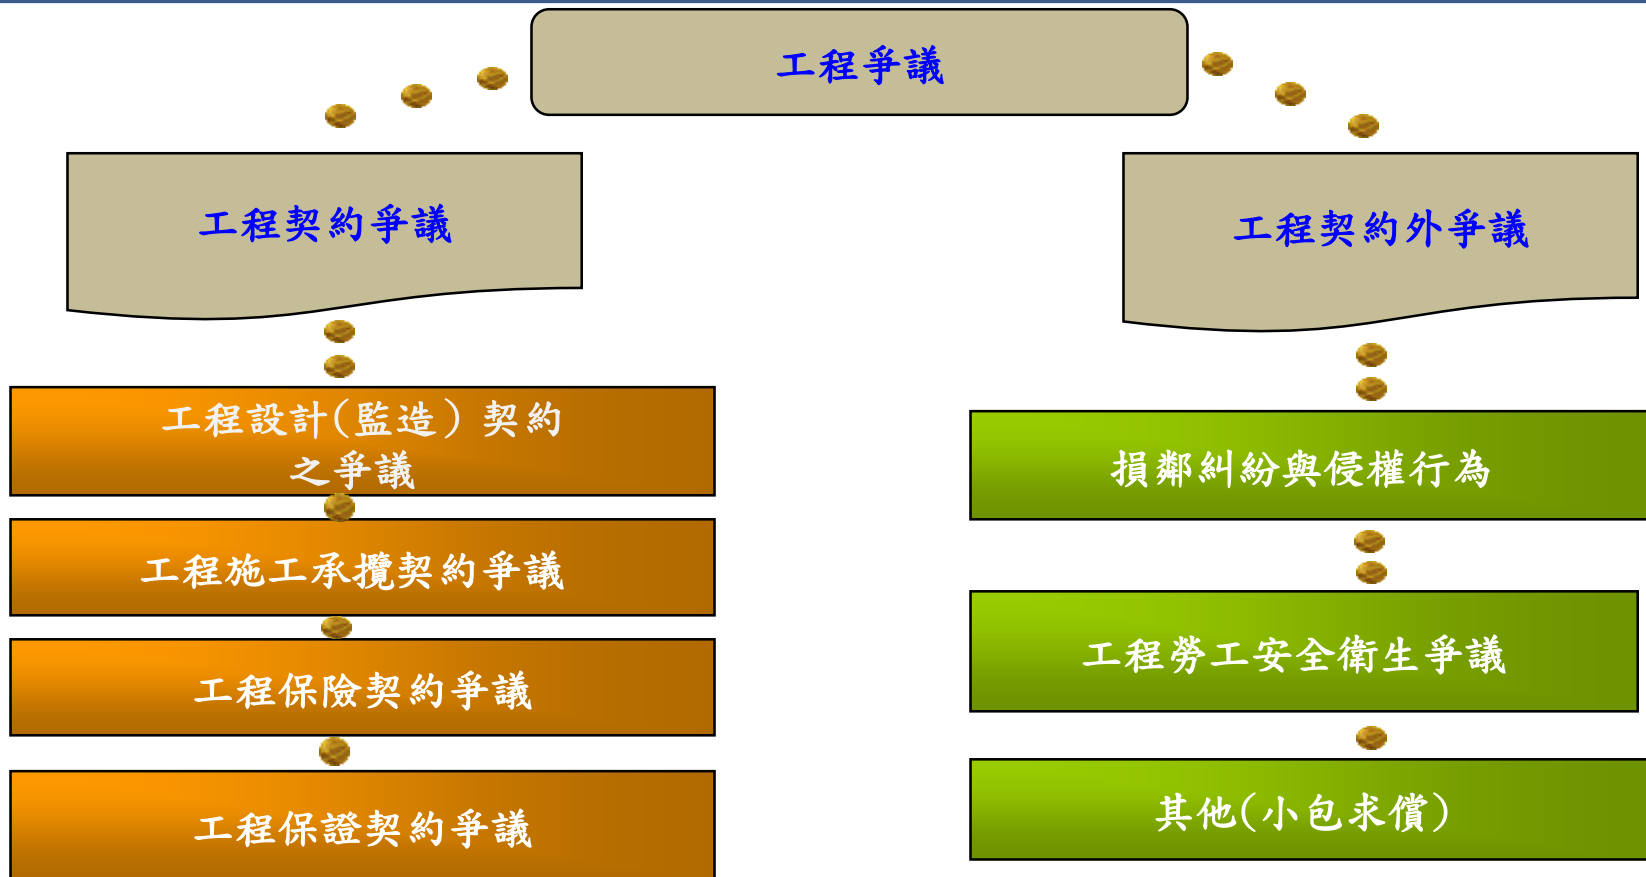 工程爭議
工程契約爭議
工程設計(監造)契約
之爭議
工程施工承攬契約爭議
工程保險契約爭議
工程保證契約爭議
工程契約外爭議
損鄰糾紛與侵權行為
工程勞工安全衛生爭議
其他(小包求償)